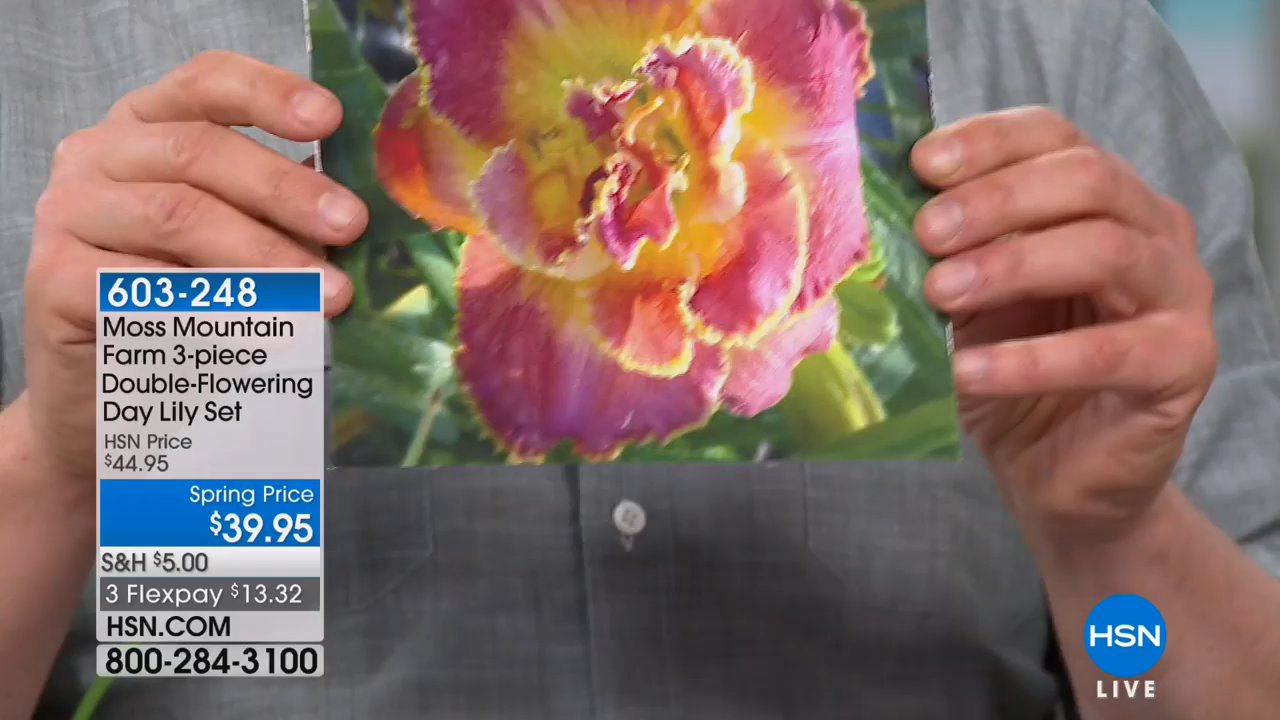 603-248
Moss Mountain
Farm 3-piece
Double-Flowering
Day Lily Set
HSN Price
$44.95
Spring Price
$39.95
S&H $5.00
3 Flexpay $13.32
HSN.COM
800-284-3100
HSN
LIVE